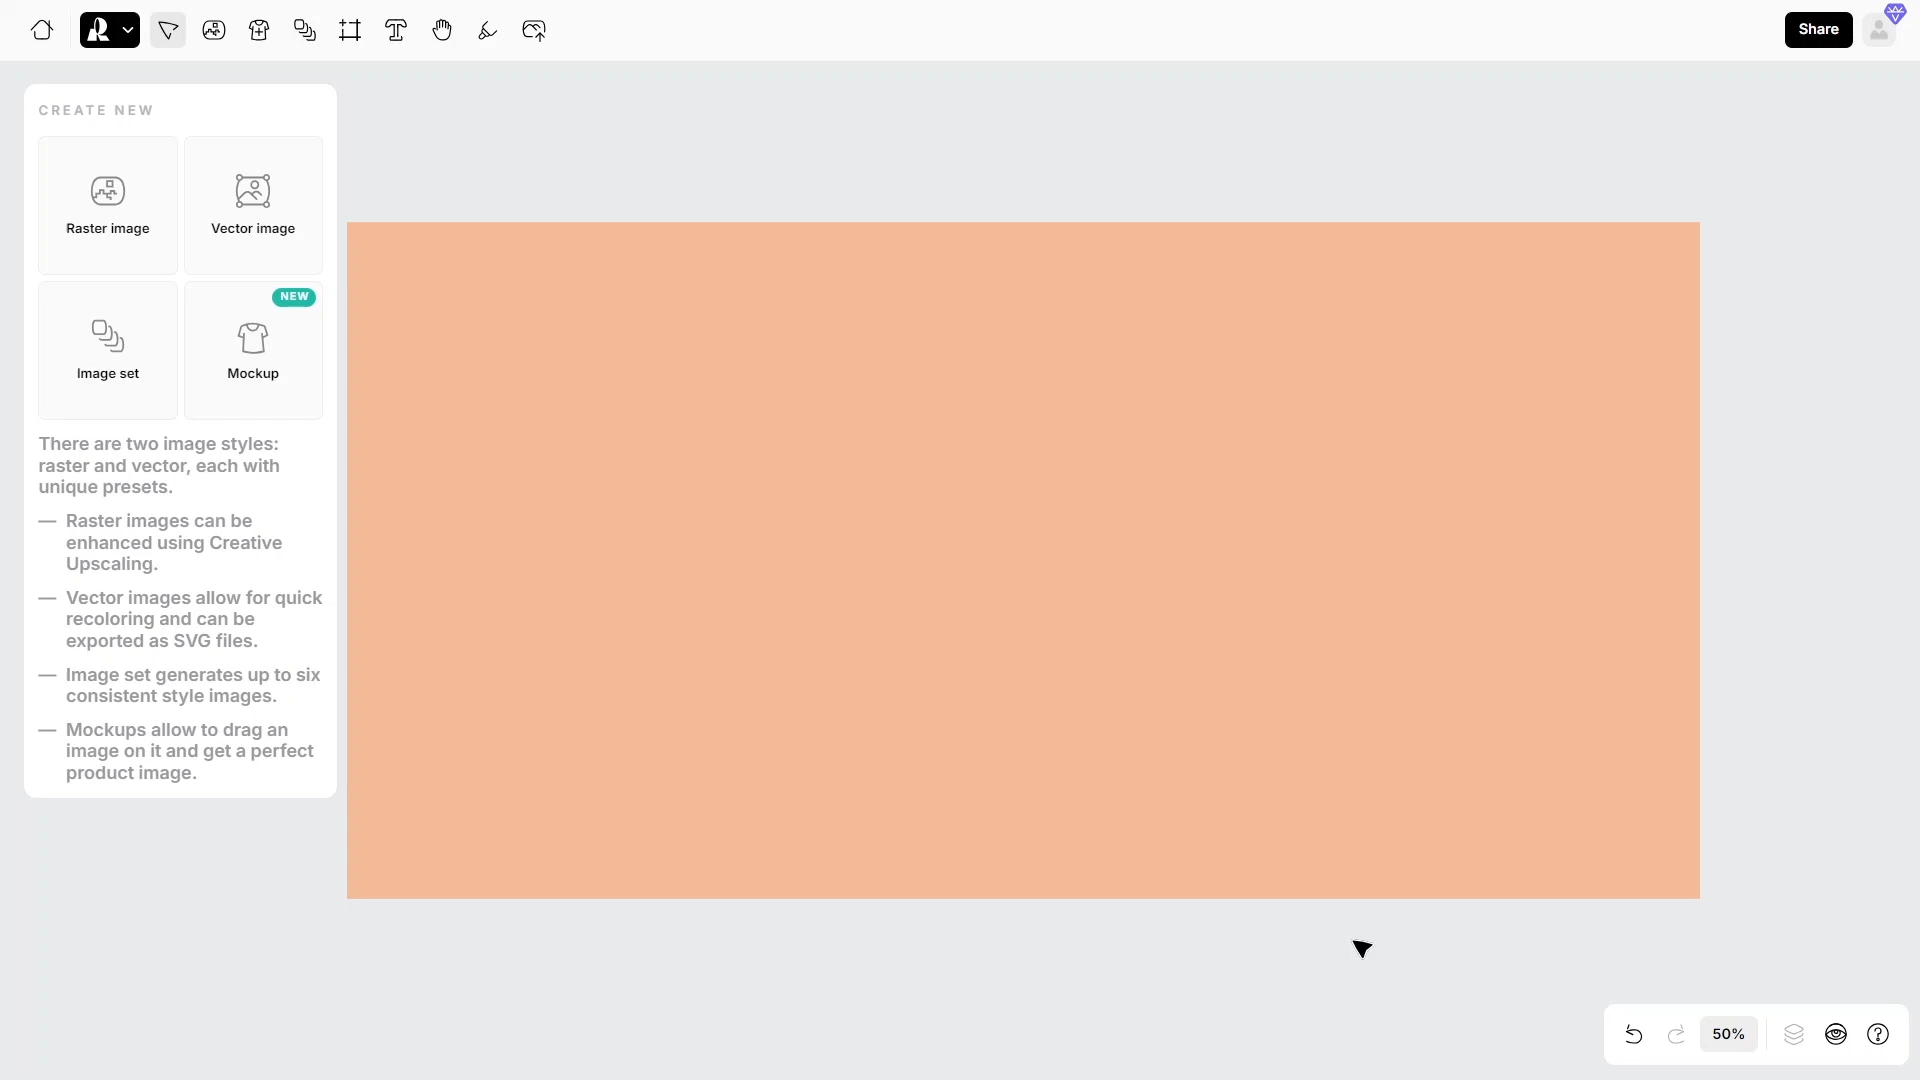 Share
CREATE NEW
Raster image
Vector image
NEW
Image set
Mockup
There are two image styles:
raster and vector, each with
unique presets.
— Raster images can be
enhanced using Creative
Upscaling.
— Vector images allow for quick
recoloring and can be
exported as SVG files.
— Image set generates up to six
consistent style images.
— Mockups allow to drag an
image on it and get a perfect
product image.
50%